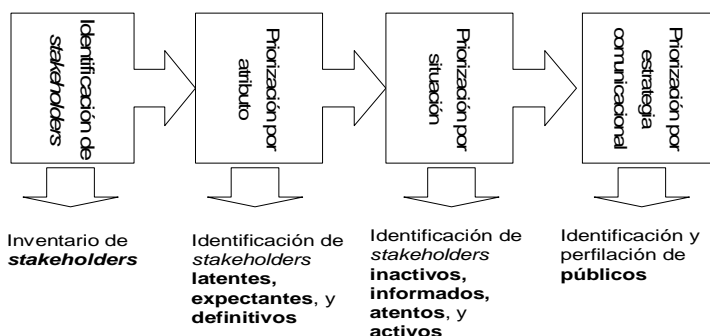 Identificación de
stakeholders
Priorización por
atributo
Priorización por
situación
Priorización por
estrategia
comunicacional
Inventario de
stakeholders
Identificación de
stakeholders
latentes,
expectantes, y
definitivos
Identificación de
stakeholders
inactivos,
informados,
atentos, y
activos
Identificación y
perfilación de
públicos